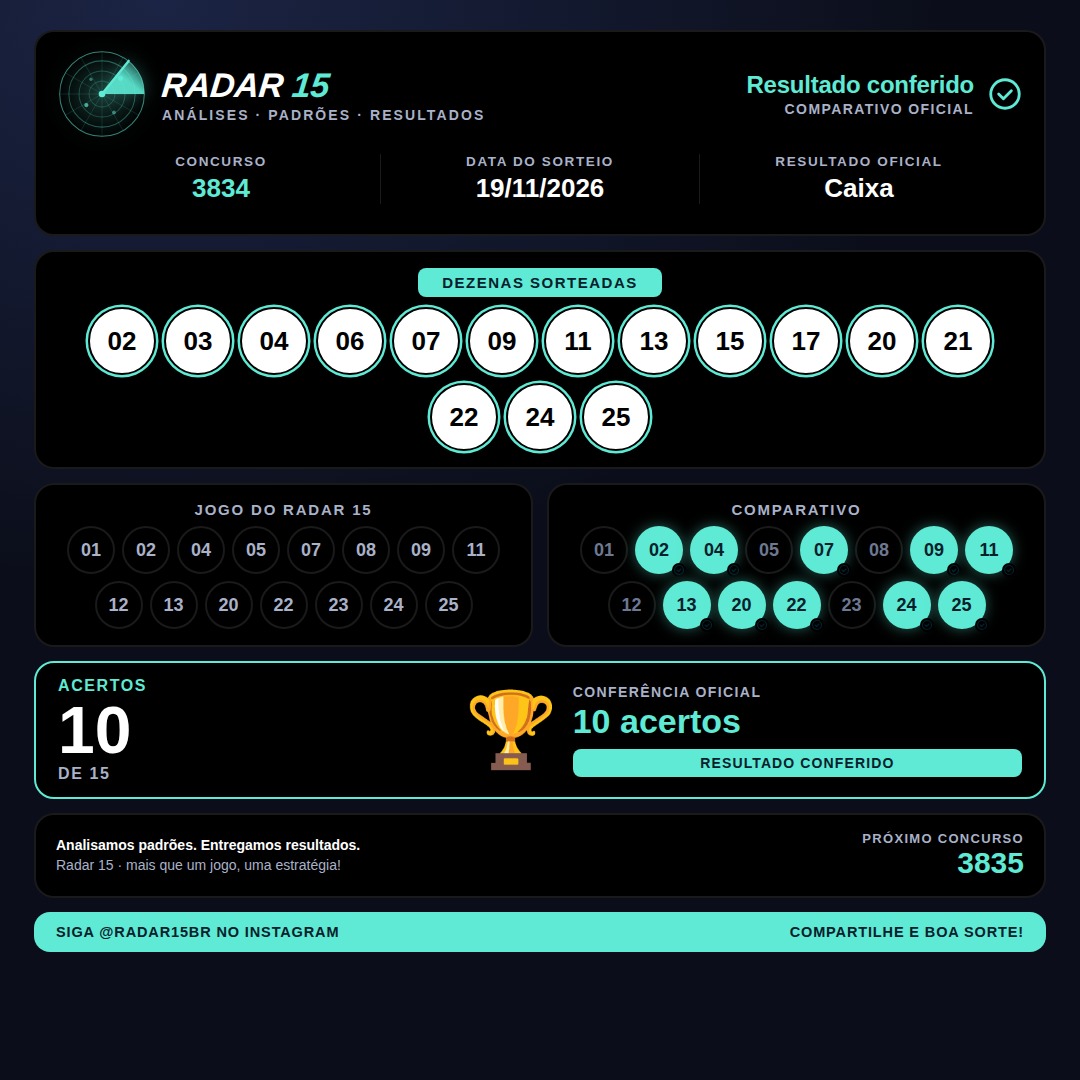 RADAR 15
ANÁLISES · PADRÕES · RESULTADOS
Resultado conferido
COMPARATIVO OFICIAL
CONCURSO
3834
DATA DO SORTEIO
19/11/2026
RESULTADO OFICIAL
Caixa
DEZENAS SORTEADAS
02 03 04 06 07 09 11 13 15 17 20 21
22 24 25
JOGO DO RADAR 15
01 02 04 05 07 08 09 11
12 13 20 22 23 24 25
COMPARATIVO
01 02 04 05 07 08 09 11
12 13 20 22 23 24 25
ACERTOS
10
DE 15
CONFERÊNCIA OFICIAL
10 acertos
RESULTADO CONFERIDO
Analisamos padrões. Entregamos resultados.
Radar 15 · mais que um jogo, uma estratégia!
PRÓXIMO CONCURSO
3835
SIGA @RADAR15BR NO INSTAGRAM
COMPARTILHE E BOA SORTE!